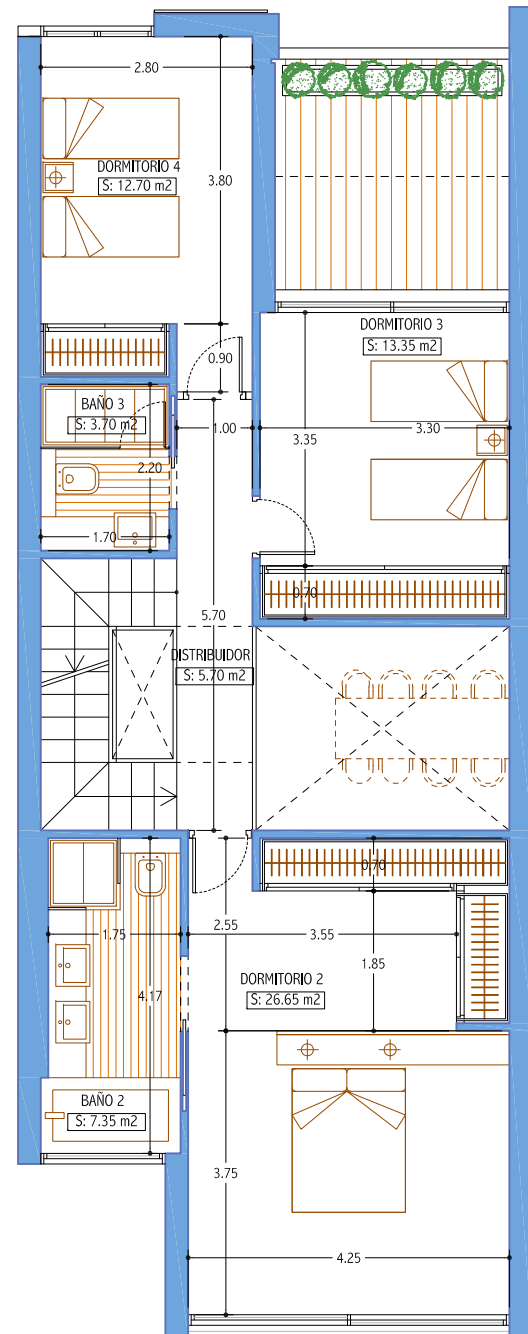 2.80
DORMITORIO 4
S: 12.70 m2
3.80
DORMITORIO 3
S: 13.35 m2
0.90
BAÑO 3
S: 3.70 m2
1.00
3.35
3.30
2.20
1.70
0.70
5.70
DISTRIBUIDOR
S: 5.70 m2
0.70
1.75
2.55
3.55
1.85
4.17
DORMITORIO 2
S: 26.65 m2
BAÑO 2
S: 7.35 m2
3.75
4.25